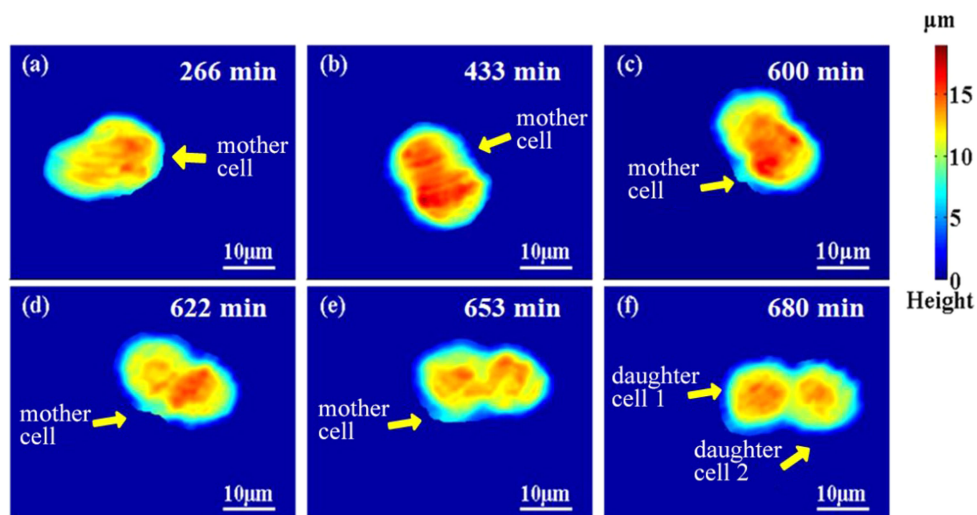 µm
(a)
266 min
mother
cell
10µm
(b)
433 min
mother
cell
10µm
(c)
600 min
mother
cell
10µm
15
10
5
0
Height
(d)
622 min
mother
cell
10µm
(e)
653 min
mother
cell
10µm
(f)
680 min
daughter
cell 1
daughter
cell 2
10µm